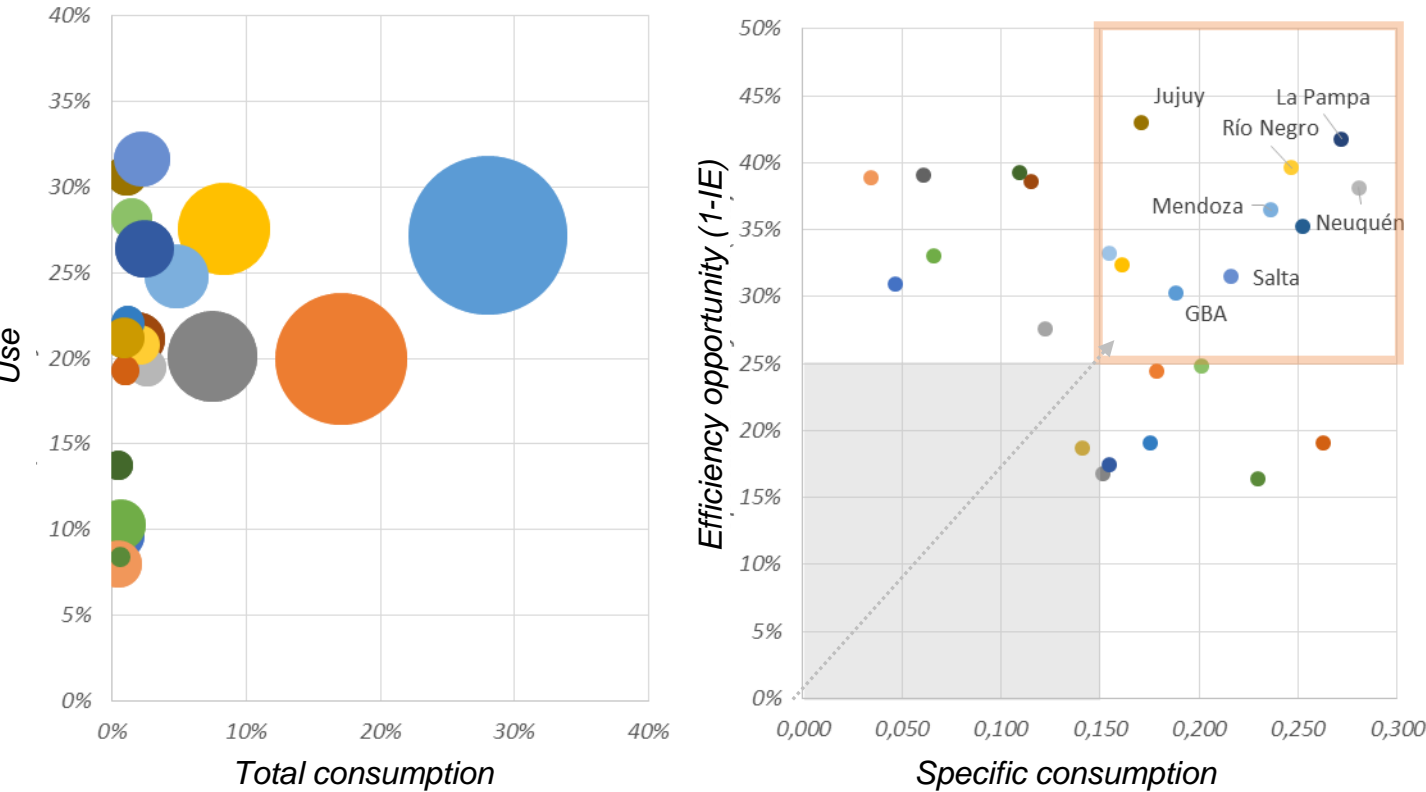 40%
35%
30%
25%
20%
15%
10%
5%
0%
0%
10%
20%
30%
40%
Use
Total consumption
50%
45%
40%
35%
30%
25%
20%
15%
10%
5%
0%
0,000
0,050
0,100
0,150
0,200
0,250
0,300
Efficiency opportunity (1-IE)
Specific consumption
Jujuy
La Pampa
Río Negro
Mendoza
Neuquén
Salta
GBA